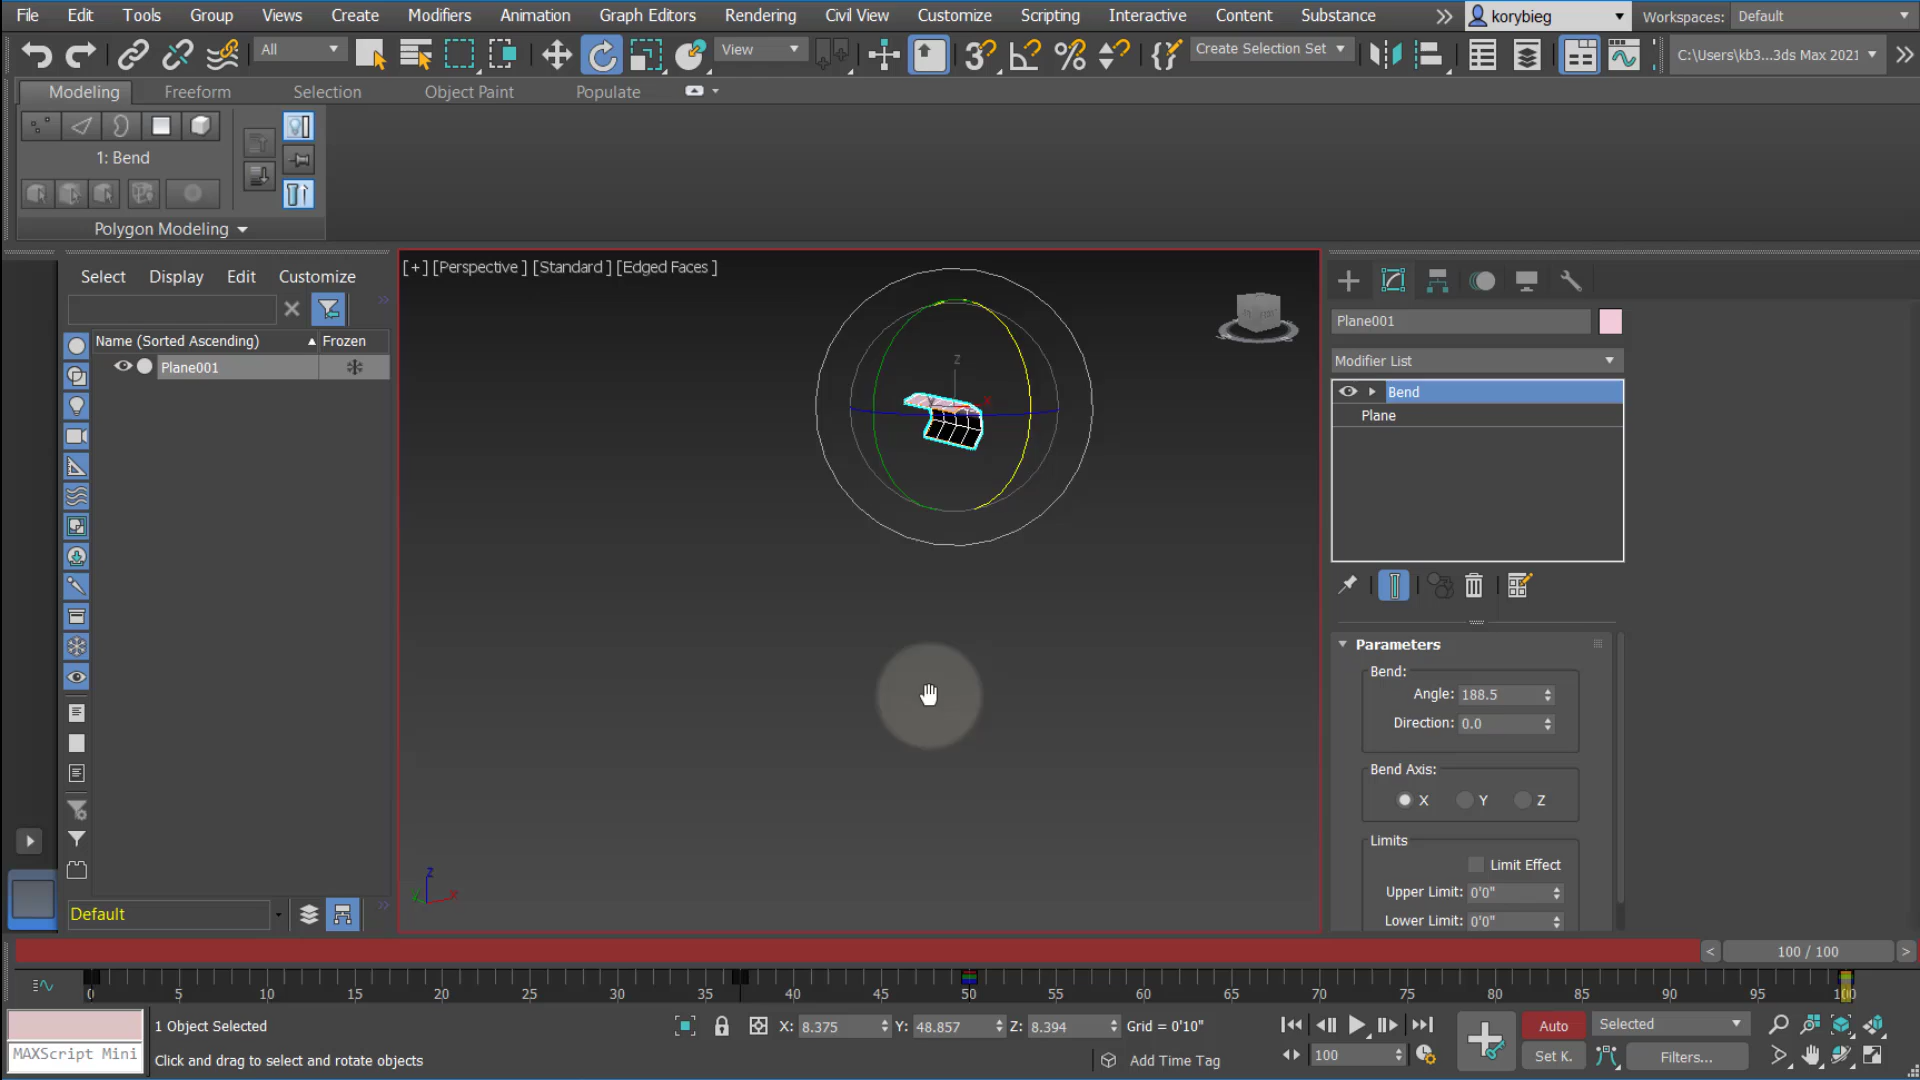 File Edit Tools Group Views Create Modifiers Animation Graph Editors Rendering Civil View Customize Scripting Interactive Content Substance korybieg Workspaces: Default
All View Create Selection Set C:\Users\kb3...3ds Max 2021
Modeling Freeform Selection Object Paint Populate
1: Bend
Polygon Modeling
Select Display Edit Customize
Name (Sorted Ascending) Frozen
Plane001
Default
[+] [Perspective ] [Standard ] [Edged Faces ]
z
x
z
x
Plane001
Modifier List
Bend
Plane
Parameters
Bend:
Angle: 188.5
Direction: 0.0
Bend Axis:
X Y Z
Limits
Limit Effect
Upper Limit: 0'0"
Lower Limit: 0'0"
< 100 / 100 >
0 5 10 15 20 25 30 35 40 45 50 55 60 65 70 75 80 85 90 95 100
1 Object Selected X: 8.375 Y: 48.857 Z: 8.394 Grid = 0'10" Auto Selected
MAXScript Mini Click and drag to select and rotate objects Add Time Tag 100 Set K. Filters...